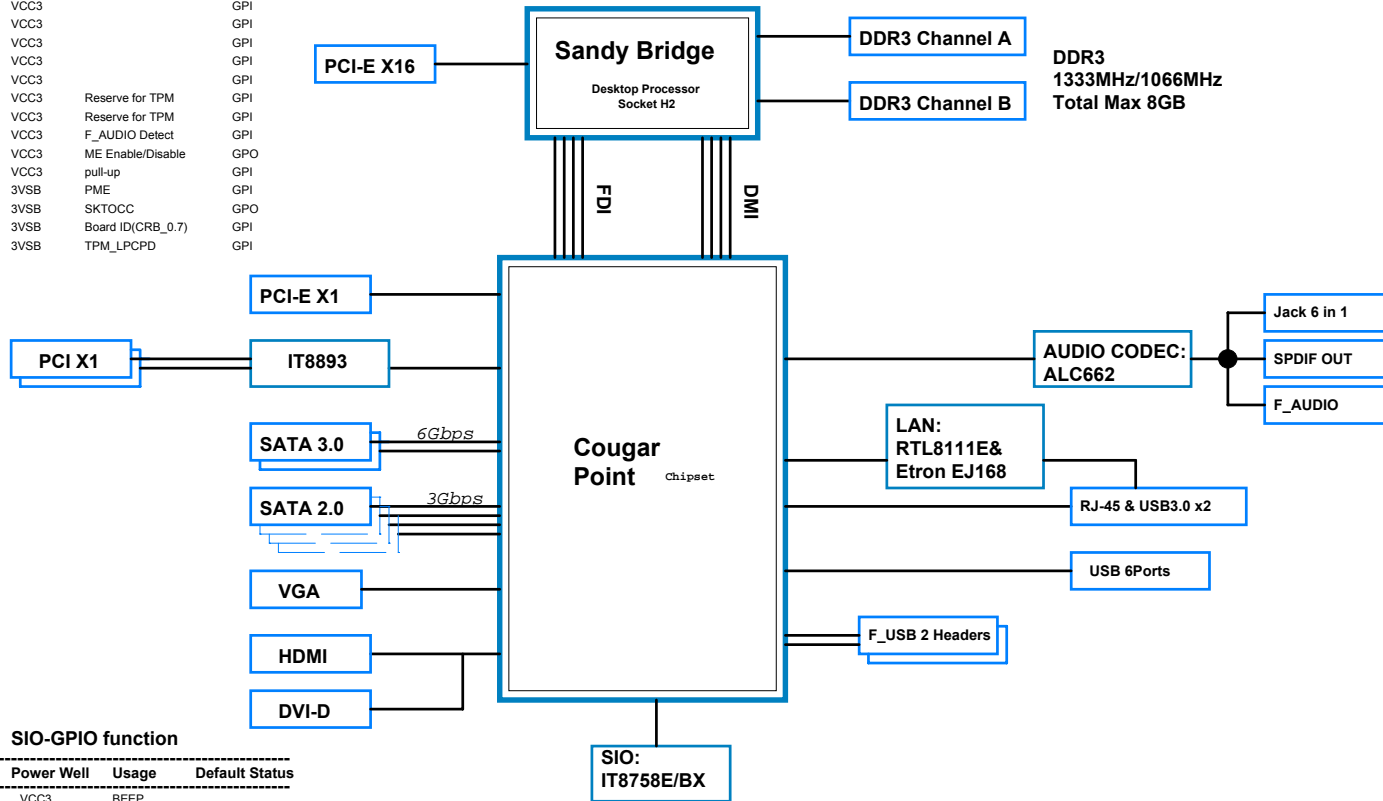 VCC3 GPI
VCC3 GPI
VCC3 GPI
VCC3 GPI
VCC3 GPI
VCC3 Reserve for TPM GPI
VCC3 Reserve for TPM GPI
VCC3 F_AUDIO Detect GPI
VCC3 ME Enable/Disable GPO
VCC3 pull-up GPI
3VSB PME GPI
3VSB SKTOCC GPO
3VSB Board ID(CRB_0.7) GPI
3VSB TPM_LPCPD GPI
PCI-E X16
Sandy Bridge
Desktop Processor
Socket H2
DDR3 Channel A
DDR3 Channel B
DDR3
1333MHz/1066MHz
Total Max 8GB
FDI
DMI
PCI-E X1
PCI X1
IT8893
SATA 3.0
6Gbps
SATA 2.0
3Gbps
VGA
HDMI
DVI-D
Cougar
Point Chipset
AUDIO CODEC:
ALC662
Jack 6 in 1
SPDIF OUT
F_AUDIO
LAN:
RTL8111E&
Etron EJ168
RJ-45 & USB3.0 x2
USB 6Ports
F_USB 2 Headers
SIO:
IT8758E/BX
SIO-GPIO function
Power Well Usage Default Status
VCC3 BEEP